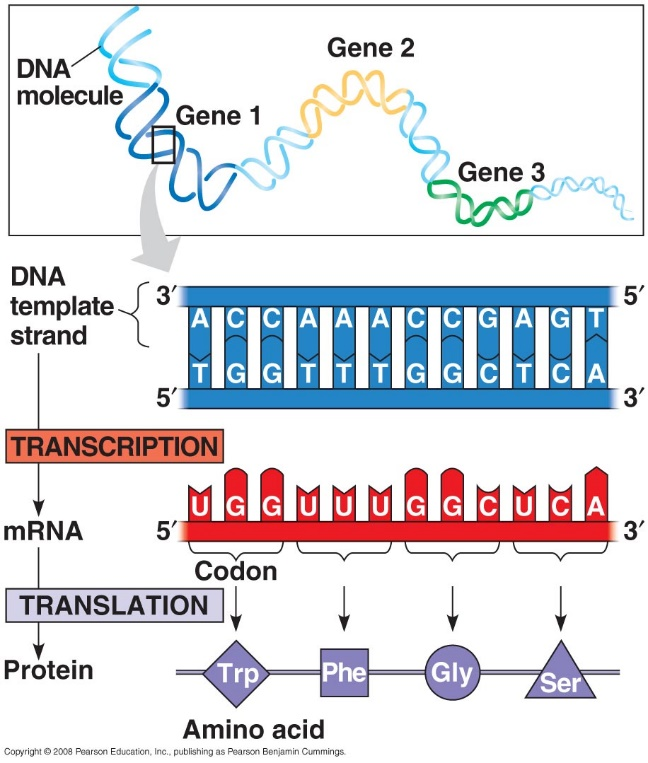 DNA
molecule
Gene 1
Gene 2
Gene 3
DNA
template
strand
3′ 5′
A C C A A A C C G A G T
T G G T T T G G C T C A
5′ 3′
TRANSCRIPTION
U G G U U U G G C U C A
mRNA 5′ 3′
Codon
TRANSLATION
Protein
Trp Phe Gly Ser
Amino acid
Copyright © 2008 Pearson Education, Inc., publishing as Pearson Benjamin Cummings.